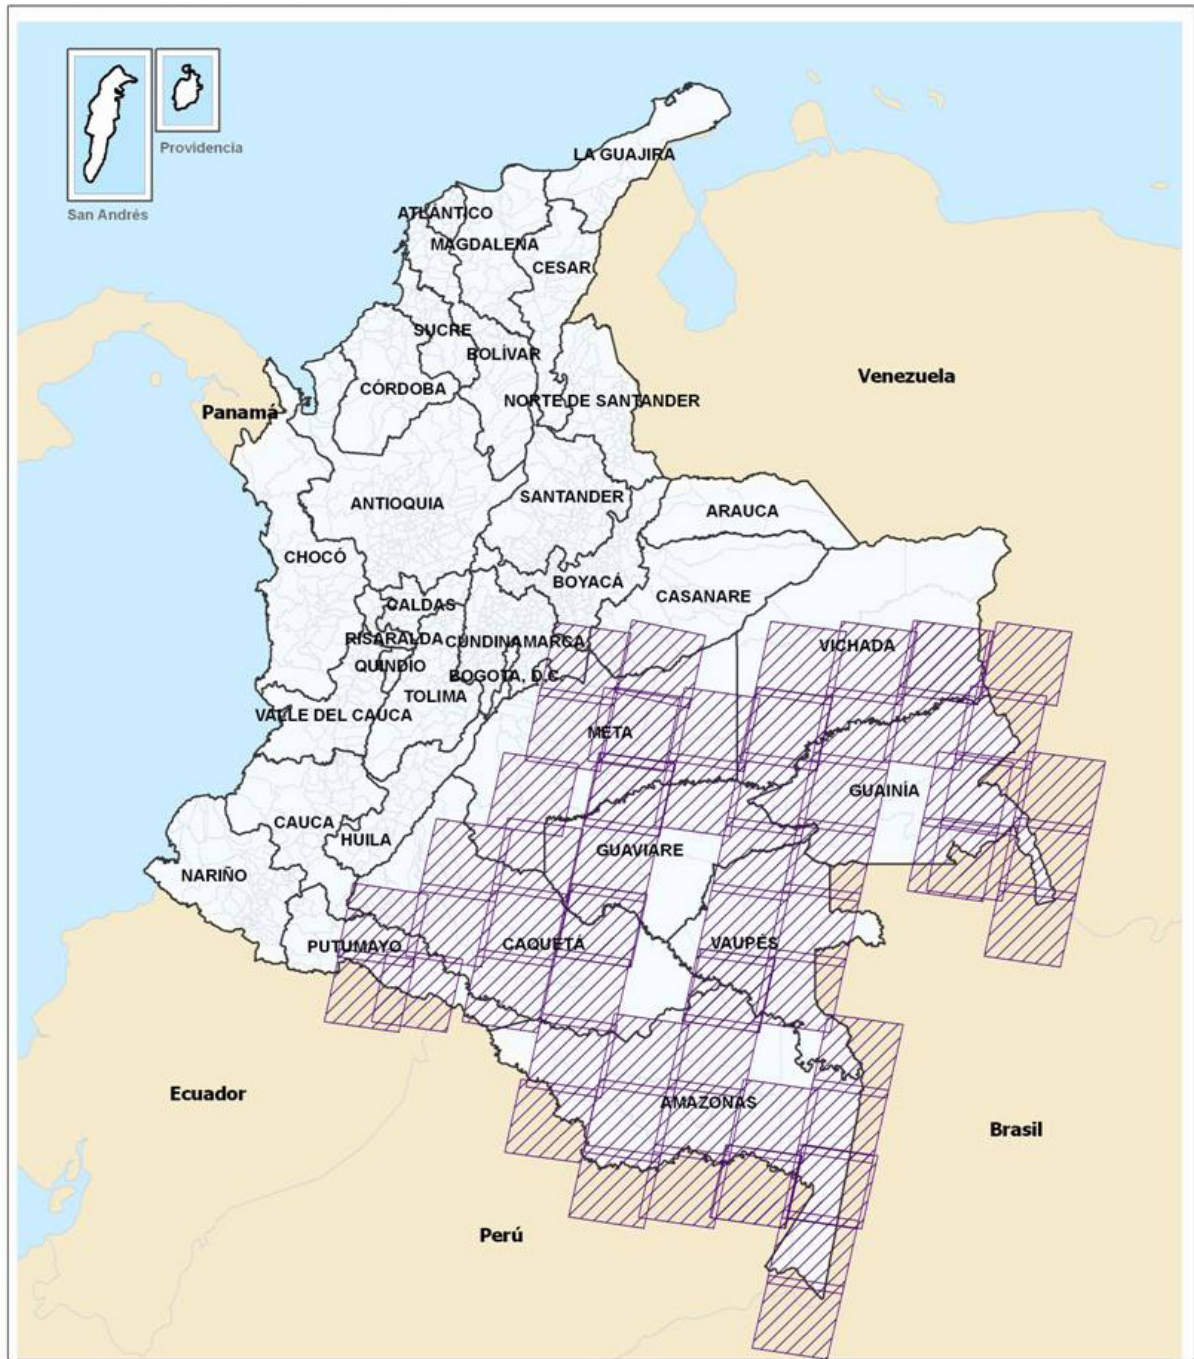 Providencia
San Andrés
LA GUAJIRA
ATLÁNTICO
MAGDALENA
CESAR
SUCRE
BOLÍVAR
Venezuela
CÓRDOBA
NORTE DE SANTANDER
Panamá
SANTANDER
ANTIOQUIA
ARAUCA
CHOCÓ
BOYACÁ
CASANARE
CALDAS
RISARALDA
CUNDINAMARCA
VICHADA
QUINDÍO
BOGOTÁ, D.C.
TOLIMA
VALLE DEL CAUCA
META
GUAINÍA
CAUCA
HUILA
GUAVIARE
NARIÑO
PUTUMAYO
CAQUETÁ
VAUPÉS
Ecuador
AMAZONAS
Brasil
Perú